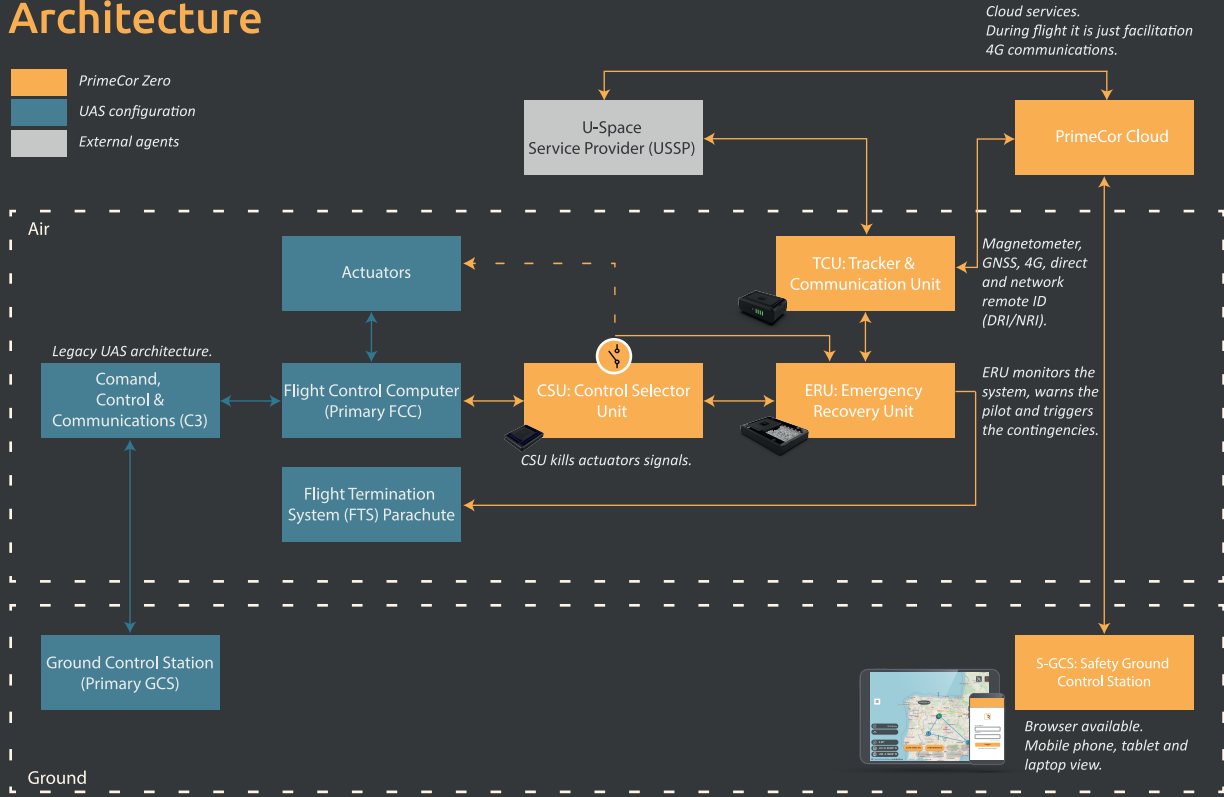 Architecture
PrimeCor Zero
UAS configuration
External agents
Cloud services.
During flight it is just facilitation
4G communications.
U-Space
Service Provider (USSP)
PrimeCor Cloud
Air
Actuators
TCU: Tracker &
Communication Unit
Magnetometer,
GNSS, 4G, direct
and network
remote ID
(DRI/NRI).
Legacy UAS architecture.
Comand,
Control &
Communications (C3)
Flight Control Computer
(Primary FCC)
CSU: Control Selector
Unit
ERU: Emergency
Recovery Unit
ERU monitors the
system, warns the
pilot and triggers
the contingencies.
CSU kills actuators signals.
Flight Termination
System (FTS) Parachute
Ground Control Station
(Primary GCS)
S-GCS: Safety Ground
Control Station
Browser available.
Mobile phone, tablet and
laptop view.
Ground